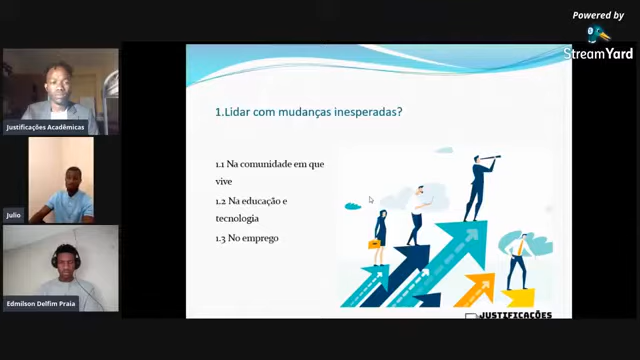 Powered by
StreamYard
Justificações Acadêmicas
Julio
Edmilson Delfim Praia
1.Lidar com mudanças inesperadas?
1.1 Na comunidade em que
vive
1.2 Na educação e
tecnologia
1.3 No emprego
JUSTIFICAÇÕES